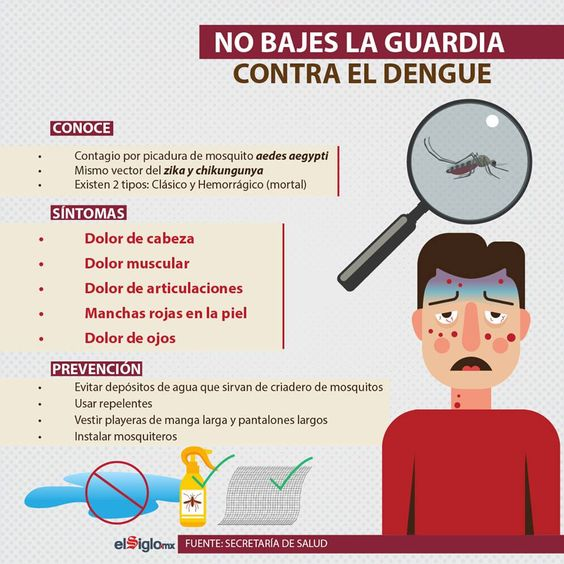 NO BAJES LA GUARDIA
CONTRA EL DENGUE
CONOCE
• Contagio por picadura de mosquito aedes aegypti
• Mismo vector del zika y chikungunya
• Existen 2 tipos: Clásico y Hemorrágico (mortal)
SÍNTOMAS
• Dolor de cabeza
• Dolor muscular
• Dolor de articulaciones
• Manchas rojas en la piel
• Dolor de ojos
PREVENCIÓN
• Evitar depósitos de agua que sirvan de criadero de mosquitos
• Usar repelentes
• Vestir playeras de manga larga y pantalones largos
• Instalar mosquiteros
elSiglo.mx
FUENTE: SECRETARÍA DE SALUD